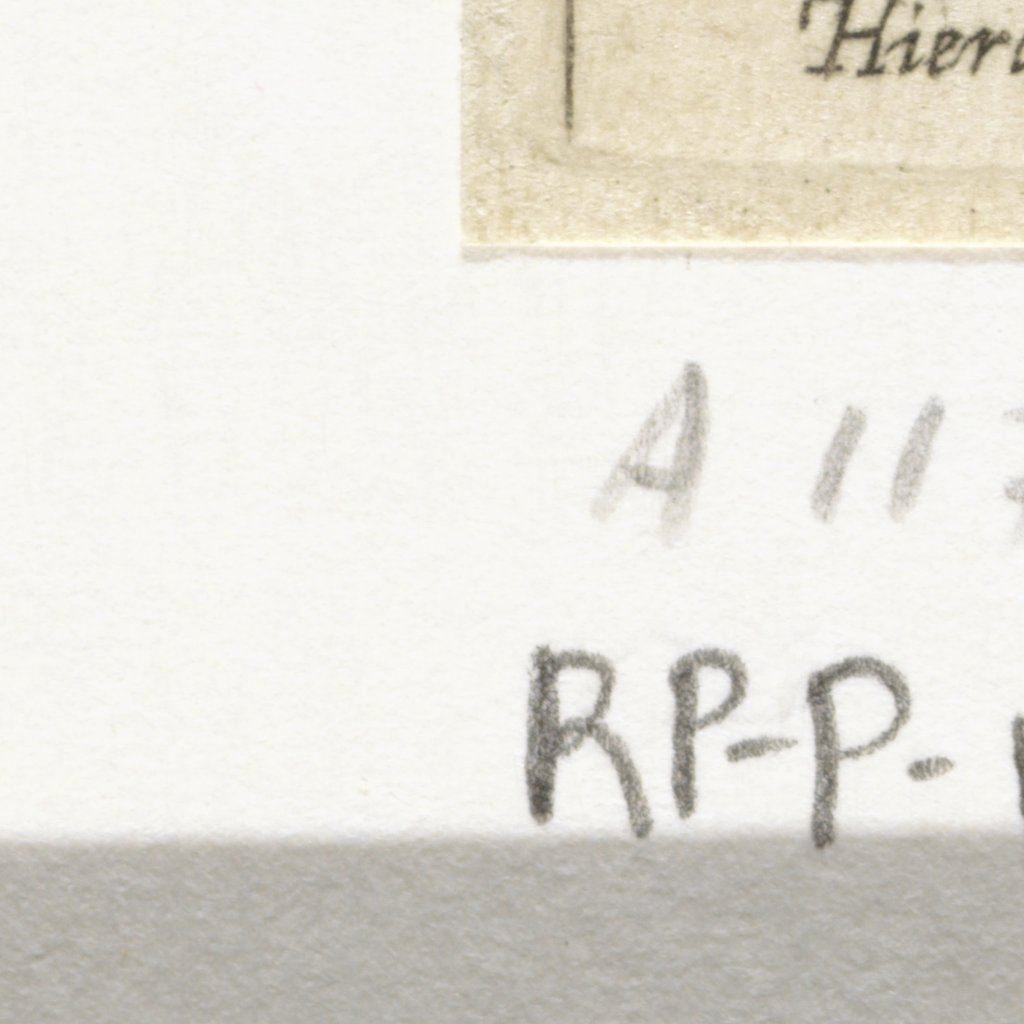 Hier
A 11
RP-P-